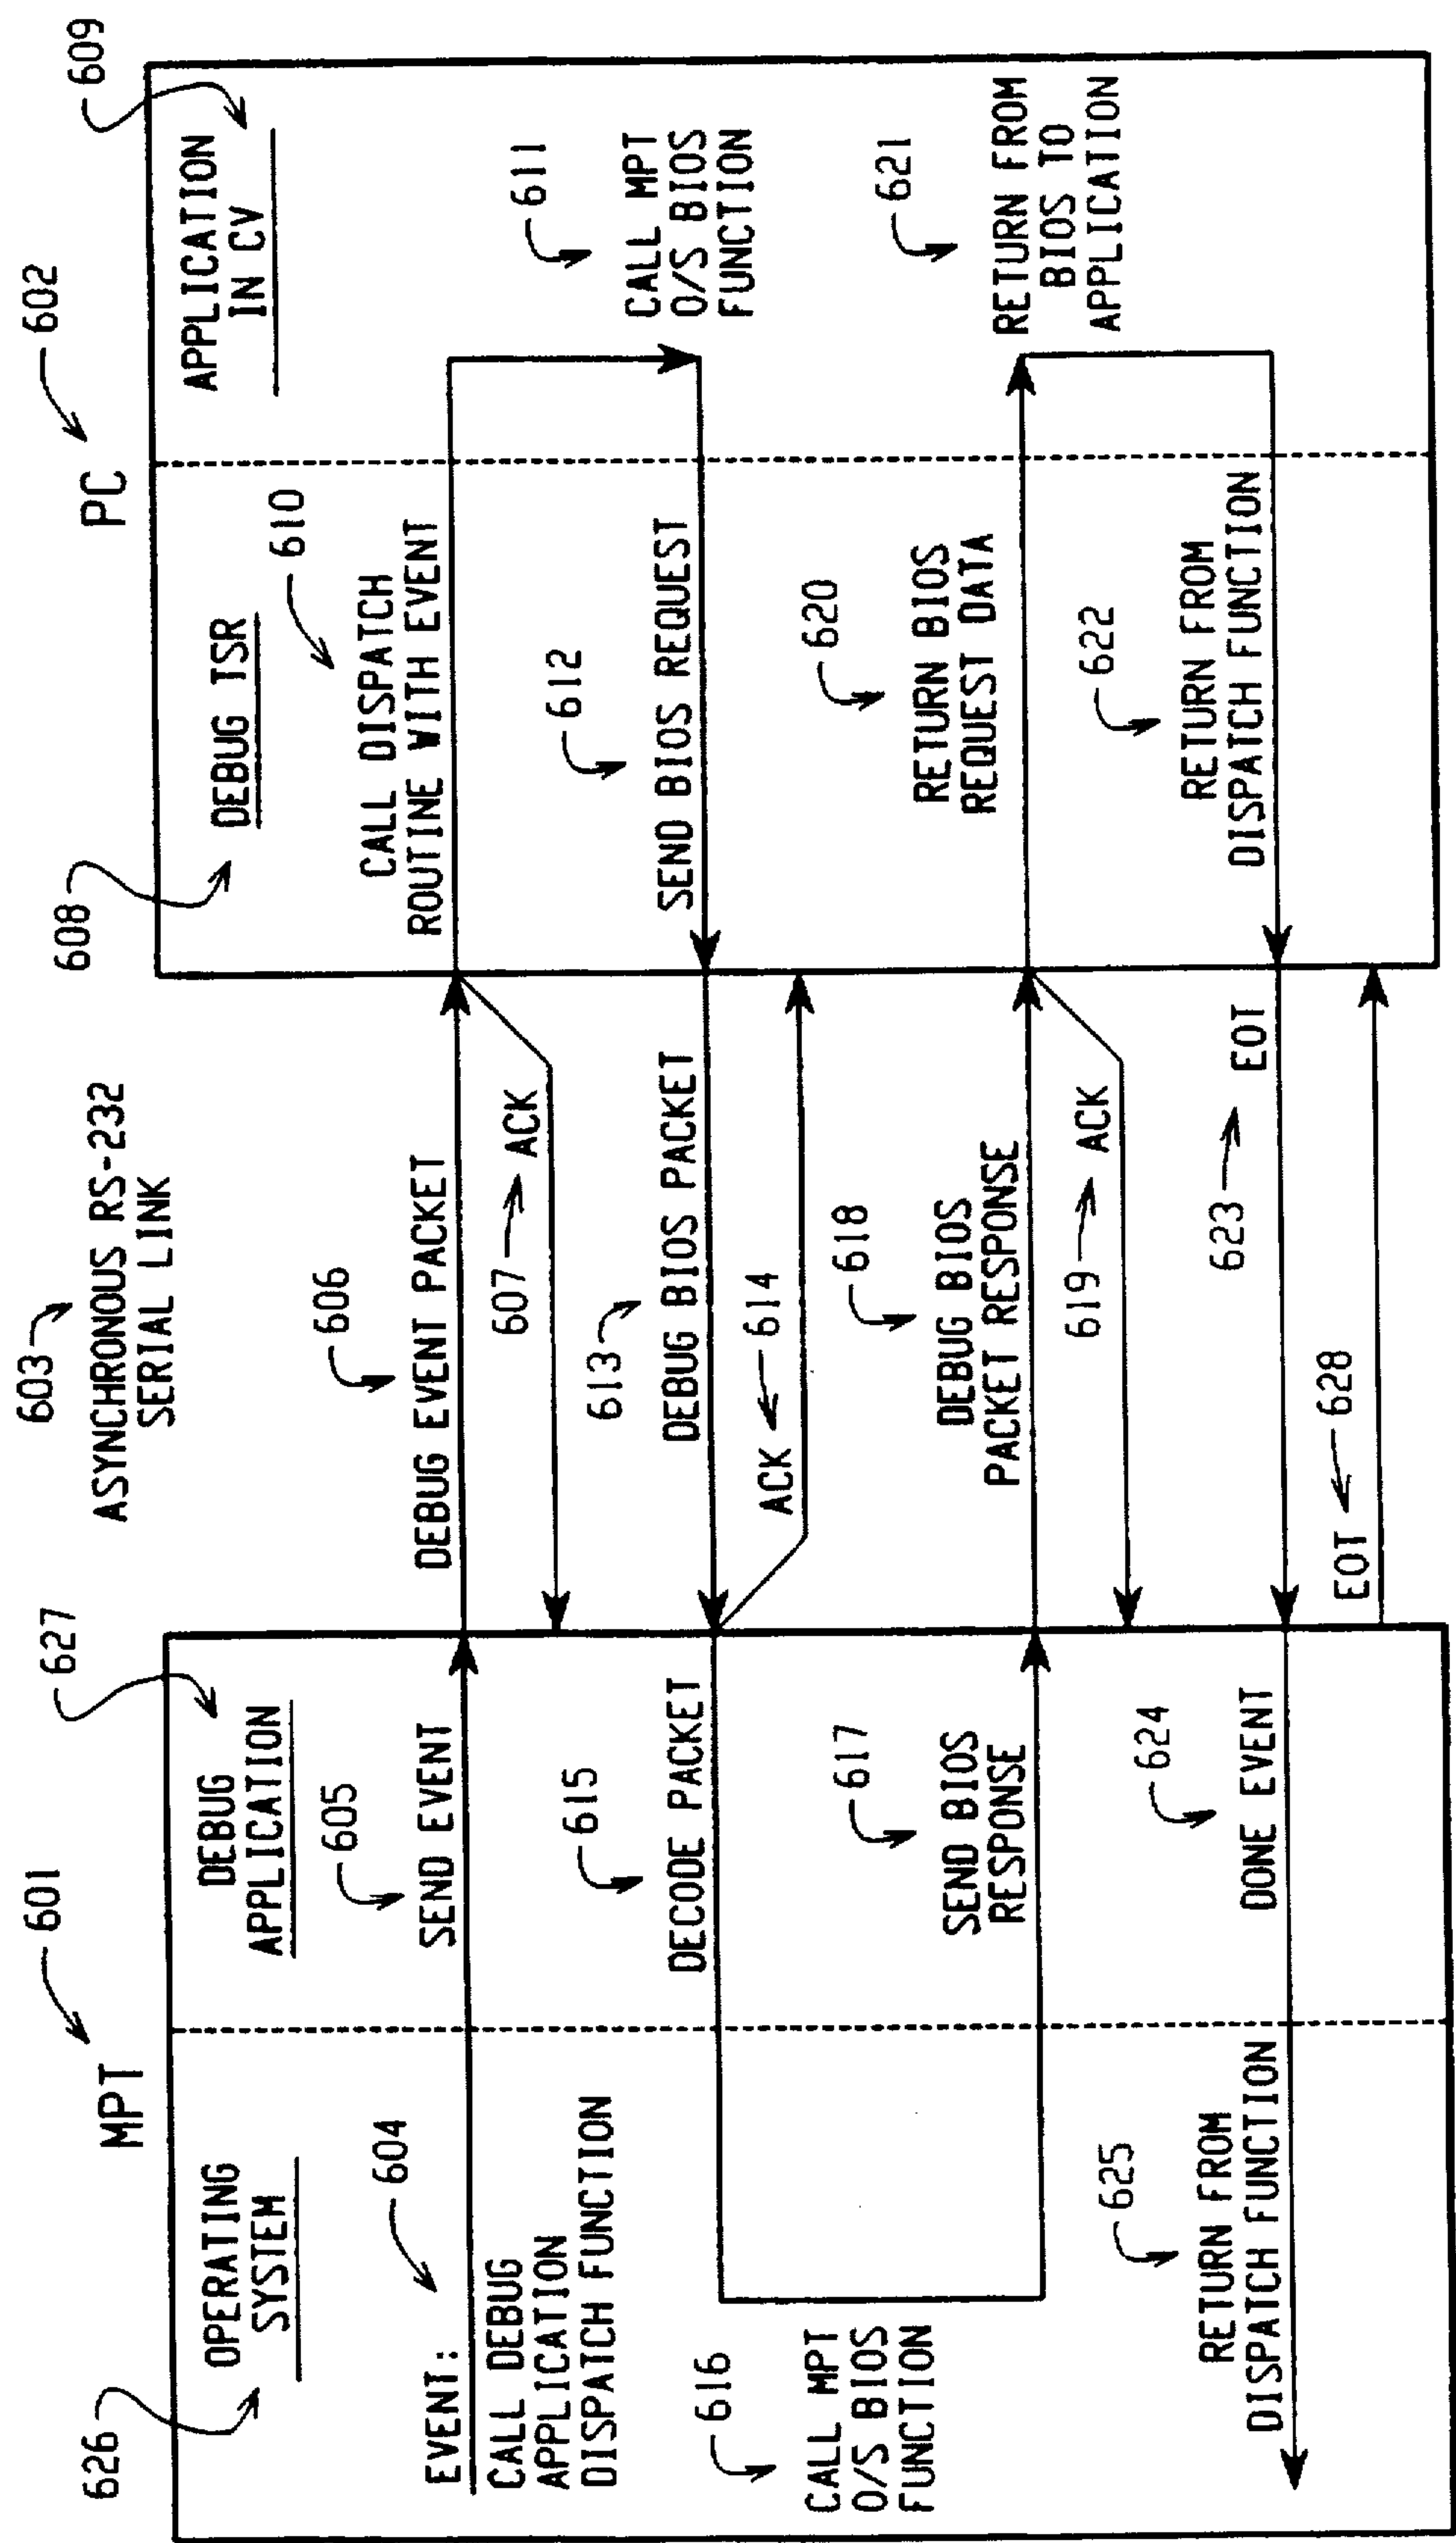 MPT
601
603
ASYNCHRONOUS RS-232
SERIAL LINK
PC
602
626
OPERATING
SYSTEM
DEBUG
APPLICATION
627
608
DEBUG TSR
APPLICATION
IN CV
609
604
EVENT:
CALL DEBUG
APPLICATION
DISPATCH FUNCTION
605
SEND EVENT
606
DEBUG EVENT PACKET
607
ACK
610
CALL DISPATCH
ROUTINE WITH EVENT
611
CALL MPT
O/S BIOS
FUNCTION
612
SEND BIOS REQUEST
613
DEBUG BIOS PACKET
ACK
614
615
DECODE PACKET
616
CALL MPT
O/S BIOS
FUNCTION
617
SEND BIOS
RESPONSE
618
DEBUG BIOS
PACKET RESPONSE
619
ACK
620
RETURN BIOS
REQUEST DATA
621
RETURN FROM
BIOS TO
APPLICATION
622
RETURN FROM
DISPATCH FUNCTION
623
EOT
624
DONE EVENT
625
RETURN FROM
DISPATCH FUNCTION
EOT
628